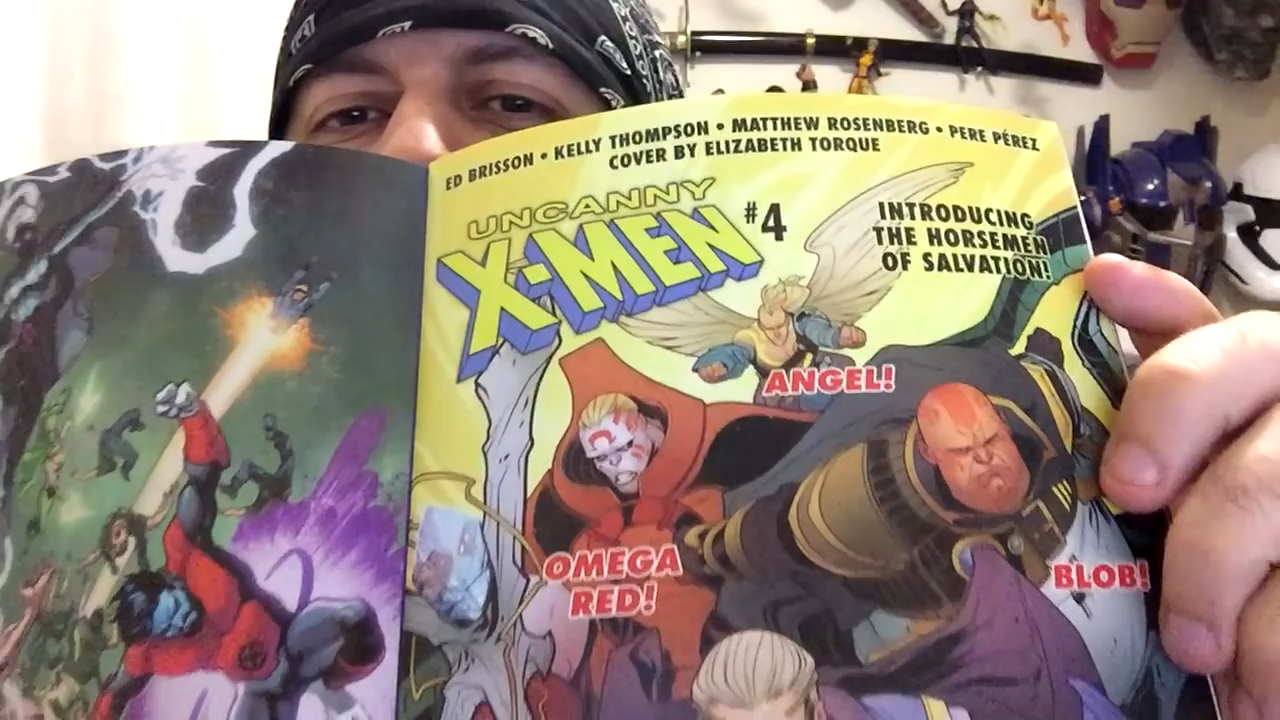 ED BRISSON • KELLY THOMPSON • MATTHEW ROSENBERG • PERE PÉREZ
COVER BY ELIZABETH TORQUE
UNCANNY
X-MEN #4
INTRODUCING
THE HORSEMEN
OF SALVATION!
ANGEL!
OMEGA
RED!
BLOB!